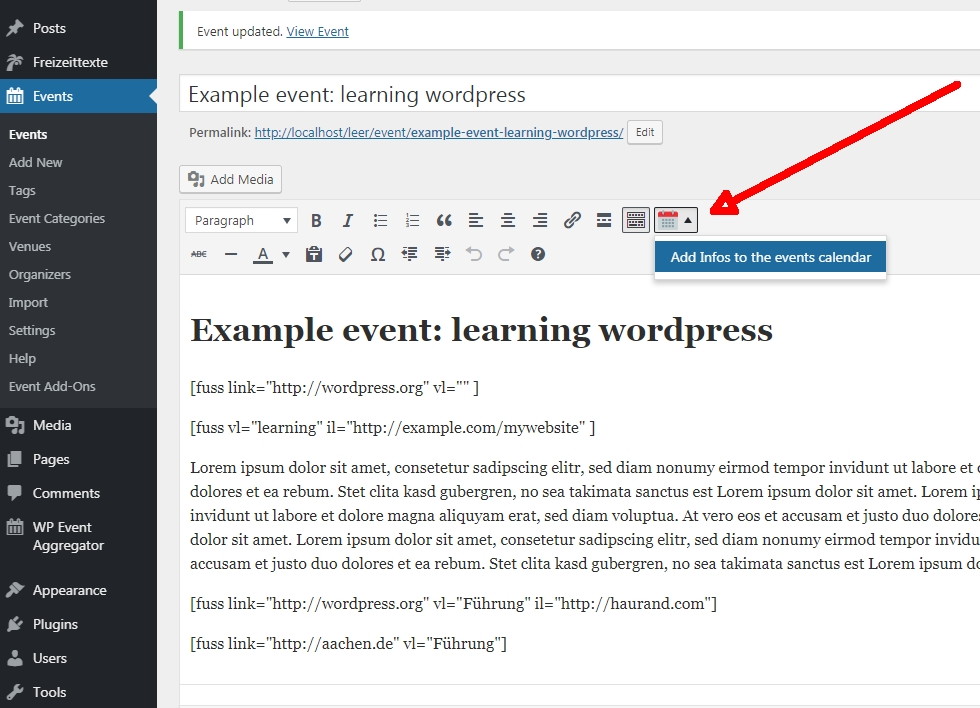 Posts
Freizeittexte
Events
Events
Add New
Tags
Event Categories
Venues
Organizers
Import
Settings
Help
Event Add-Ons
Media
Pages
Comments
WP Event
Aggregator
Appearance
Plugins
Users
Tools
Event updated. View Event
Example event: learning wordpress
Permalink: http://localhost/leer/event/example-event-learning-wordpress/ Edit
Add Media
Paragraph B I
ABC A
Add Infos to the events calendar
Example event: learning wordpress
[fuss link="http://wordpress.org" vl="" ]
[fuss vl="learning" il="http://example.com/mywebsite" ]
Lorem ipsum dolor sit amet, consetetur sadipscing elitr, sed diam nonumy eirmod tempor invidunt ut labore et
dolores et ea rebum. Stet clita kasd gubergren, no sea takimata sanctus est Lorem ipsum dolor sit amet. Lorem
invidunt ut labore et dolore magna aliquyam erat, sed diam voluptua. At vero eos et accusam et justo duo dolores
dolor sit amet. Lorem ipsum dolor sit amet, consetetur sadipscing elitr, sed diam nonumy eirmod tempor
accusam et justo duo dolores et ea rebum. Stet clita kasd gubergren, no sea takimata sanctus est Lorem ipsum
[fuss link="http://wordpress.org" vl="Führung" il="http://haurand.com"]
[fuss link="http://aachen.de" vl="Führung"]